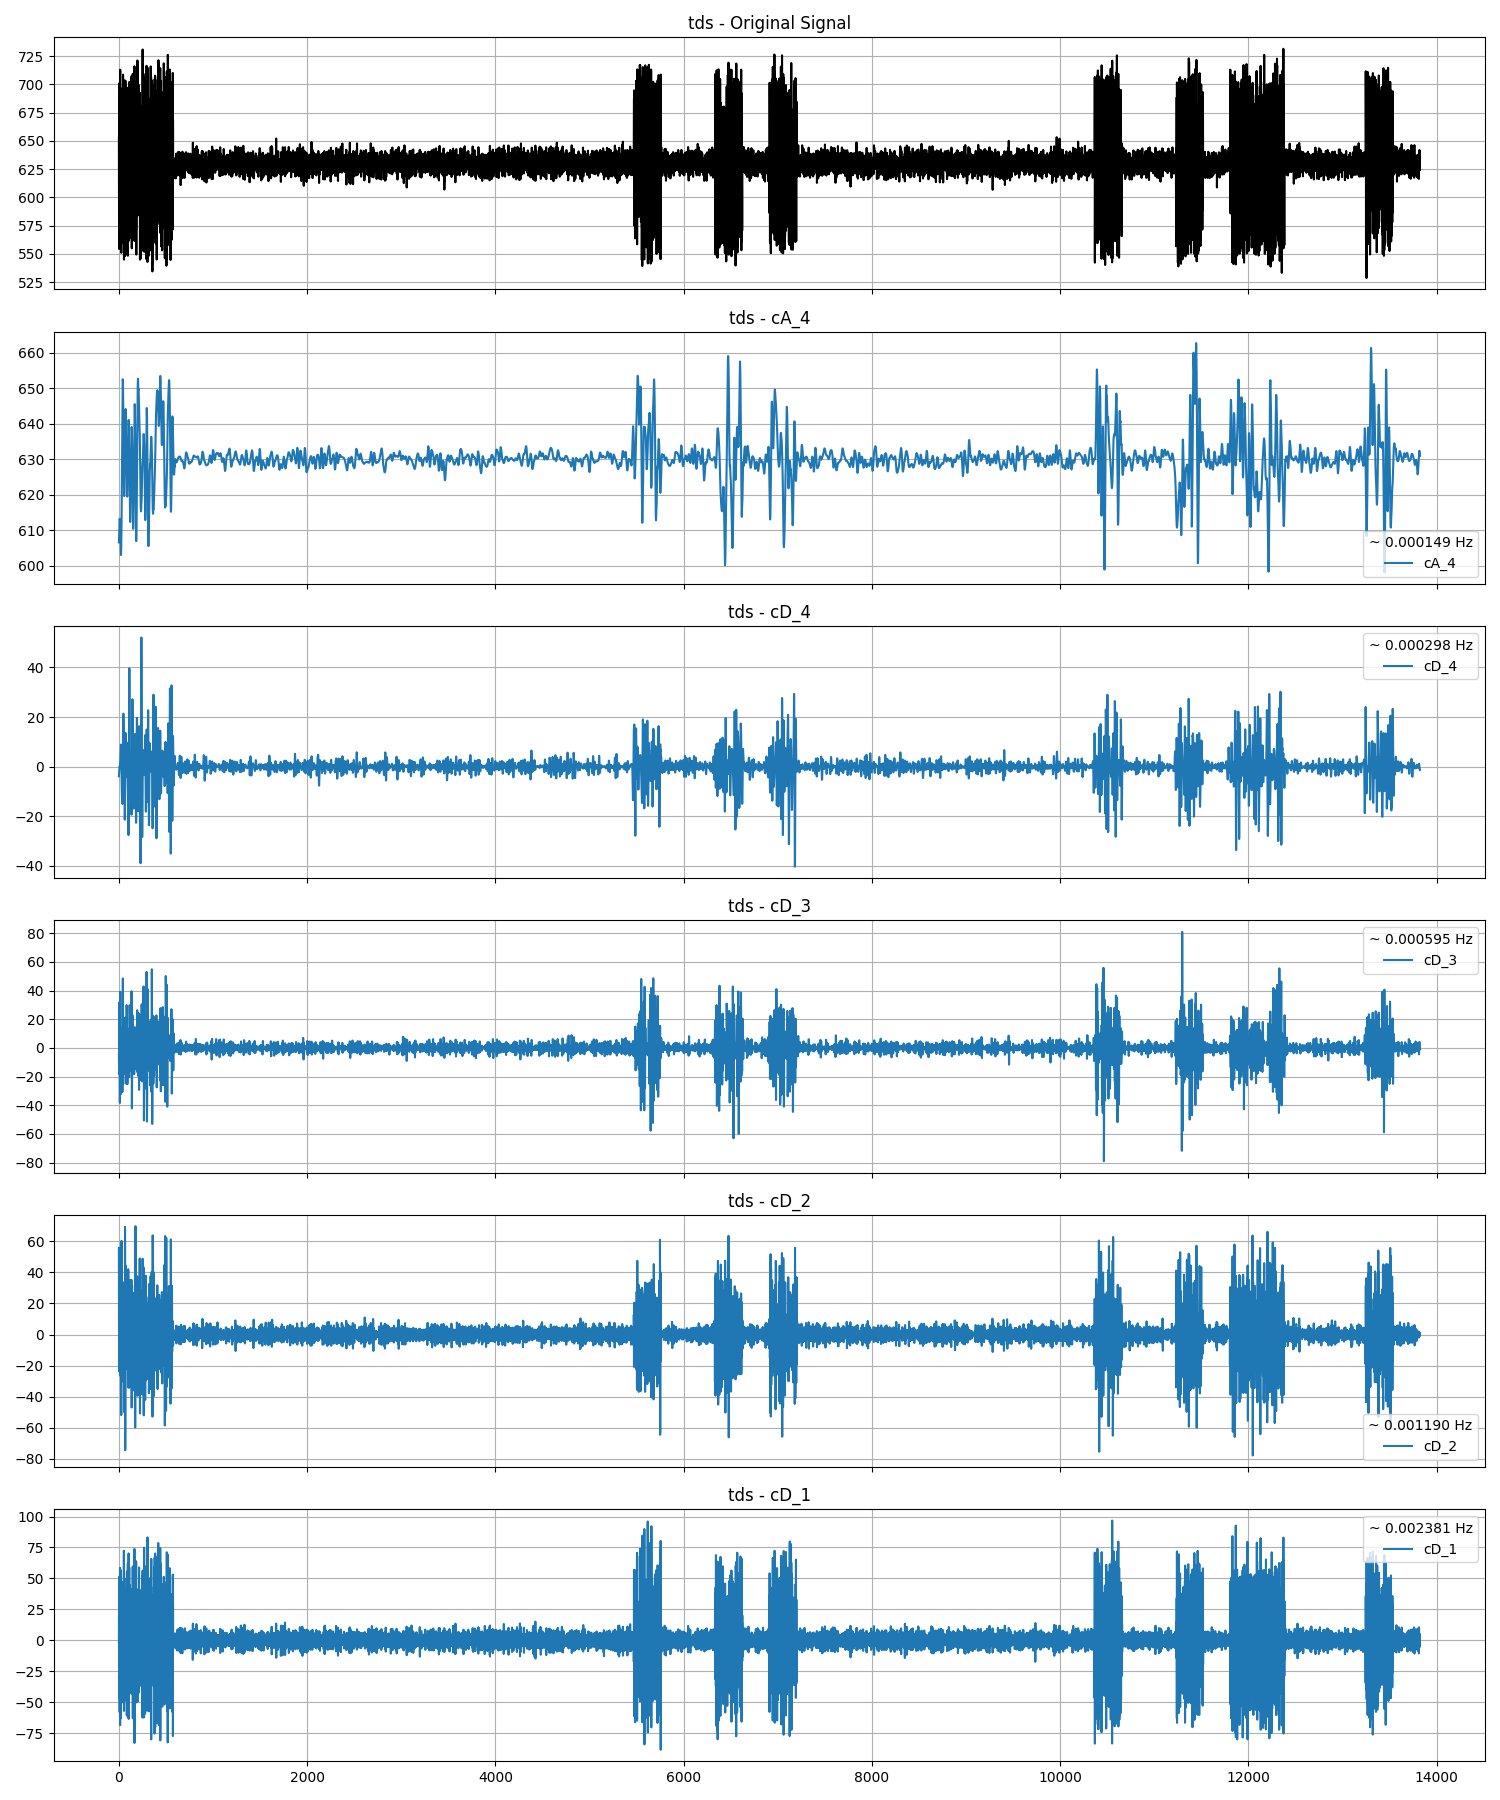 tds - Original Signal
725
700
675
650
625
600
575
550
525
tds - cA_4
660
650
640
630
620
610
600
~ 0.000149 Hz
cA_4
tds - cD_4
40
20
0
−20
−40
~ 0.000298 Hz
cD_4
tds - cD_3
80
60
40
20
0
−20
−40
−60
−80
~ 0.000595 Hz
cD_3
tds - cD_2
60
40
20
0
−20
−40
−60
−80
~ 0.001190 Hz
cD_2
tds - cD_1
100
75
50
25
0
−25
−50
−75
~ 0.002381 Hz
cD_1
0 2000 4000 6000 8000 10000 12000 14000